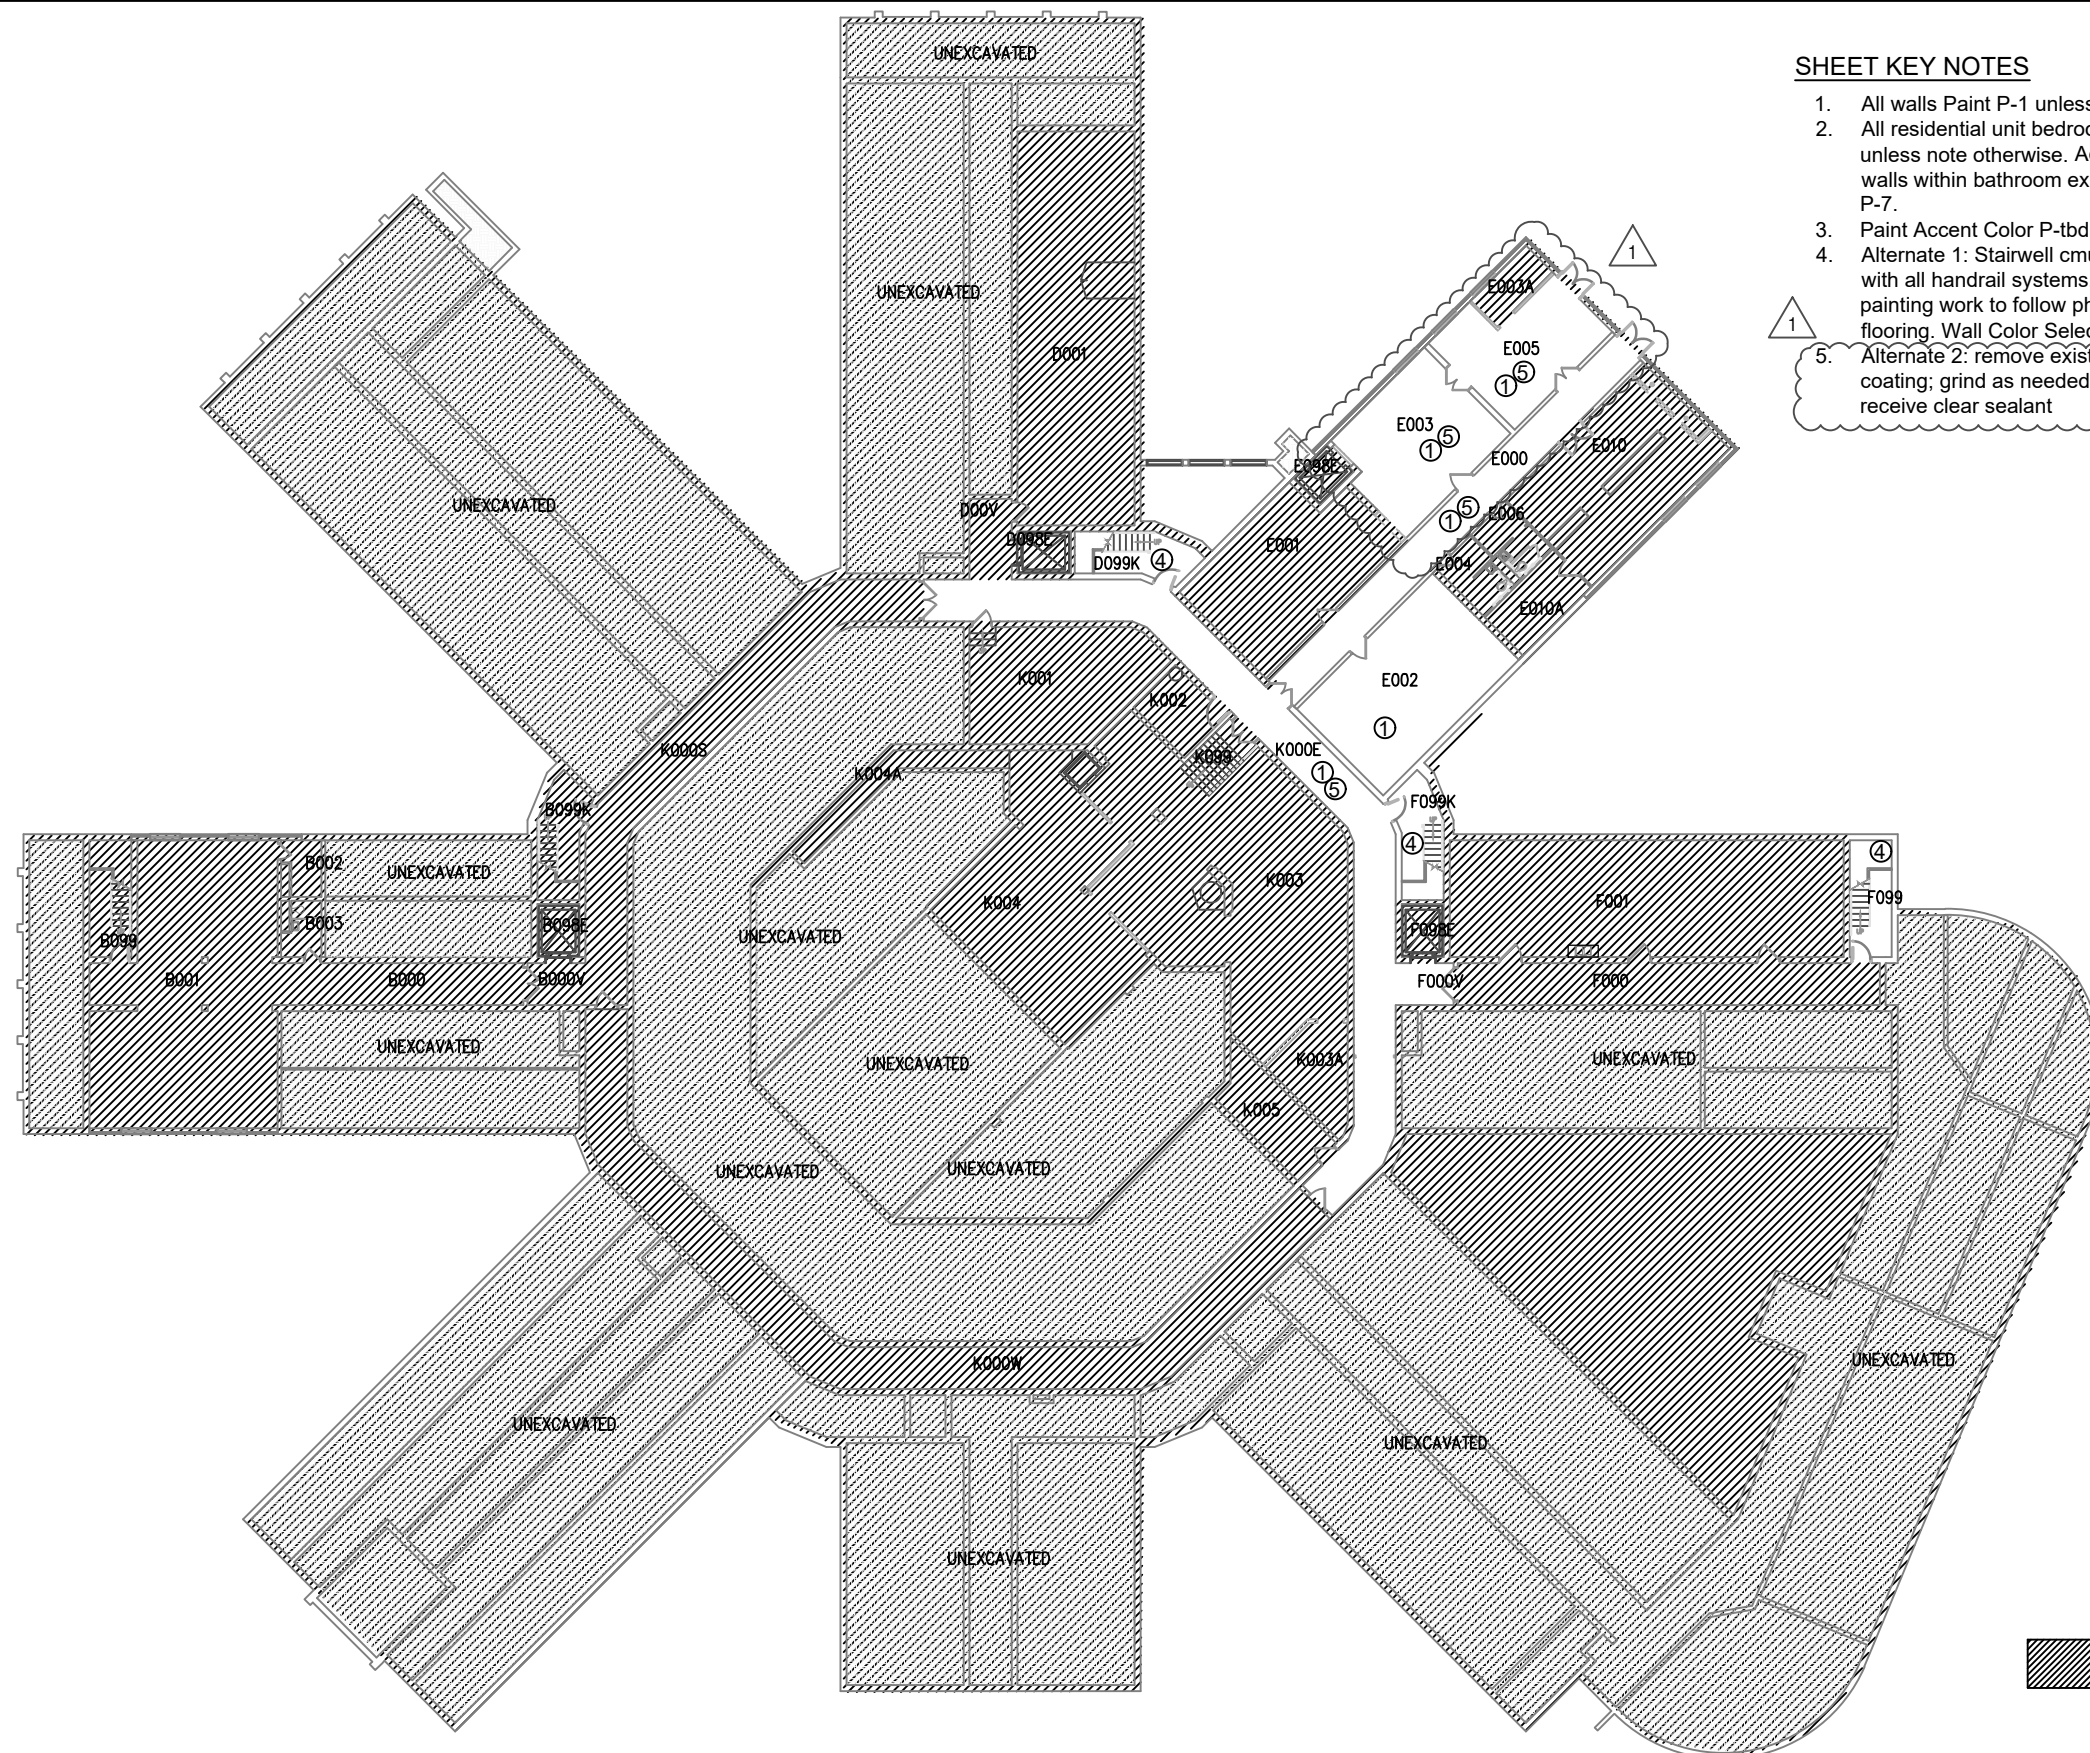 SHEET KEY NOTES
1. All walls Paint P-1 unless
2. All residential unit bedroo
unless note otherwise. Ac
walls within bathroom ex
P-7.
3. Paint Accent Color P-tbd
4. Alternate 1: Stairwell cmu
with all handrail systems
painting work to follow ph
flooring. Wall Color Selec
5. Alternate 2: remove exist
coating; grind as needed
receive clear sealant
1
1
UNEXCAVATED
UNEXCAVATED
D001
E003A
E005
1 5
E003
1 5
E000
E010
E098E
UNEXCAVATED
D00V
1 5
E006
D098E
D099K
4
E001
E004
E010A
K001
K002
E002
1
K000S
K004A
K099
K000E
1
5
B099K
F099K
4
4
B002
UNEXCAVATED
K003
K004
F001
F099
B003
B099
B098E
UNEXCAVATED
F098E
B001
B000
B000V
F000V
F000
UNEXCAVATED
UNEXCAVATED
K003A
UNEXCAVATED
K005
UNEXCAVATED
UNEXCAVATED
K000W
UNEXCAVATED
UNEXCAVATED
UNEXCAVATED
UNEXCAVATED